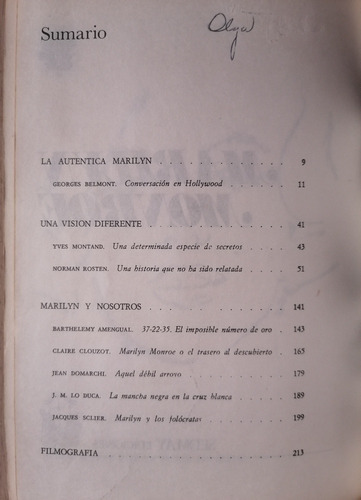 Sumario
Olga
LA AUTENTICA MARILYN . . . . . . . . . . . . . 9
GEORGES BELMONT. Conversación en Hollywood . . . . . . 11
UNA VISION DIFERENTE . . . . . . . . . . . . . 41
YVES MONTAND. Una determinada especie de secretos . . . . 43
NORMAN ROSTEN. Una historia que no ha sido relatada . . . . 51
MARILYN Y NOSOTROS . . . . . . . . . . . . . 141
BARTHELEMY AMENGUAL. 37-22-35. El imposible número de oro . 143
CLAIRE CLOUZOT. Marilyn Monroe o el trasero al descubierto . 165
JEAN DOMARCHI. Aquel débil arroyo . . . . . . . . 179
J. M. LO DUCA. La mancha negra en la cruz blanca . . . . . 189
JACQUES SCLIER. Marilyn y los folócratas . . . . . . . . 199
FILMOGRAFIA . . . . . . . . . . . . . . . . 213